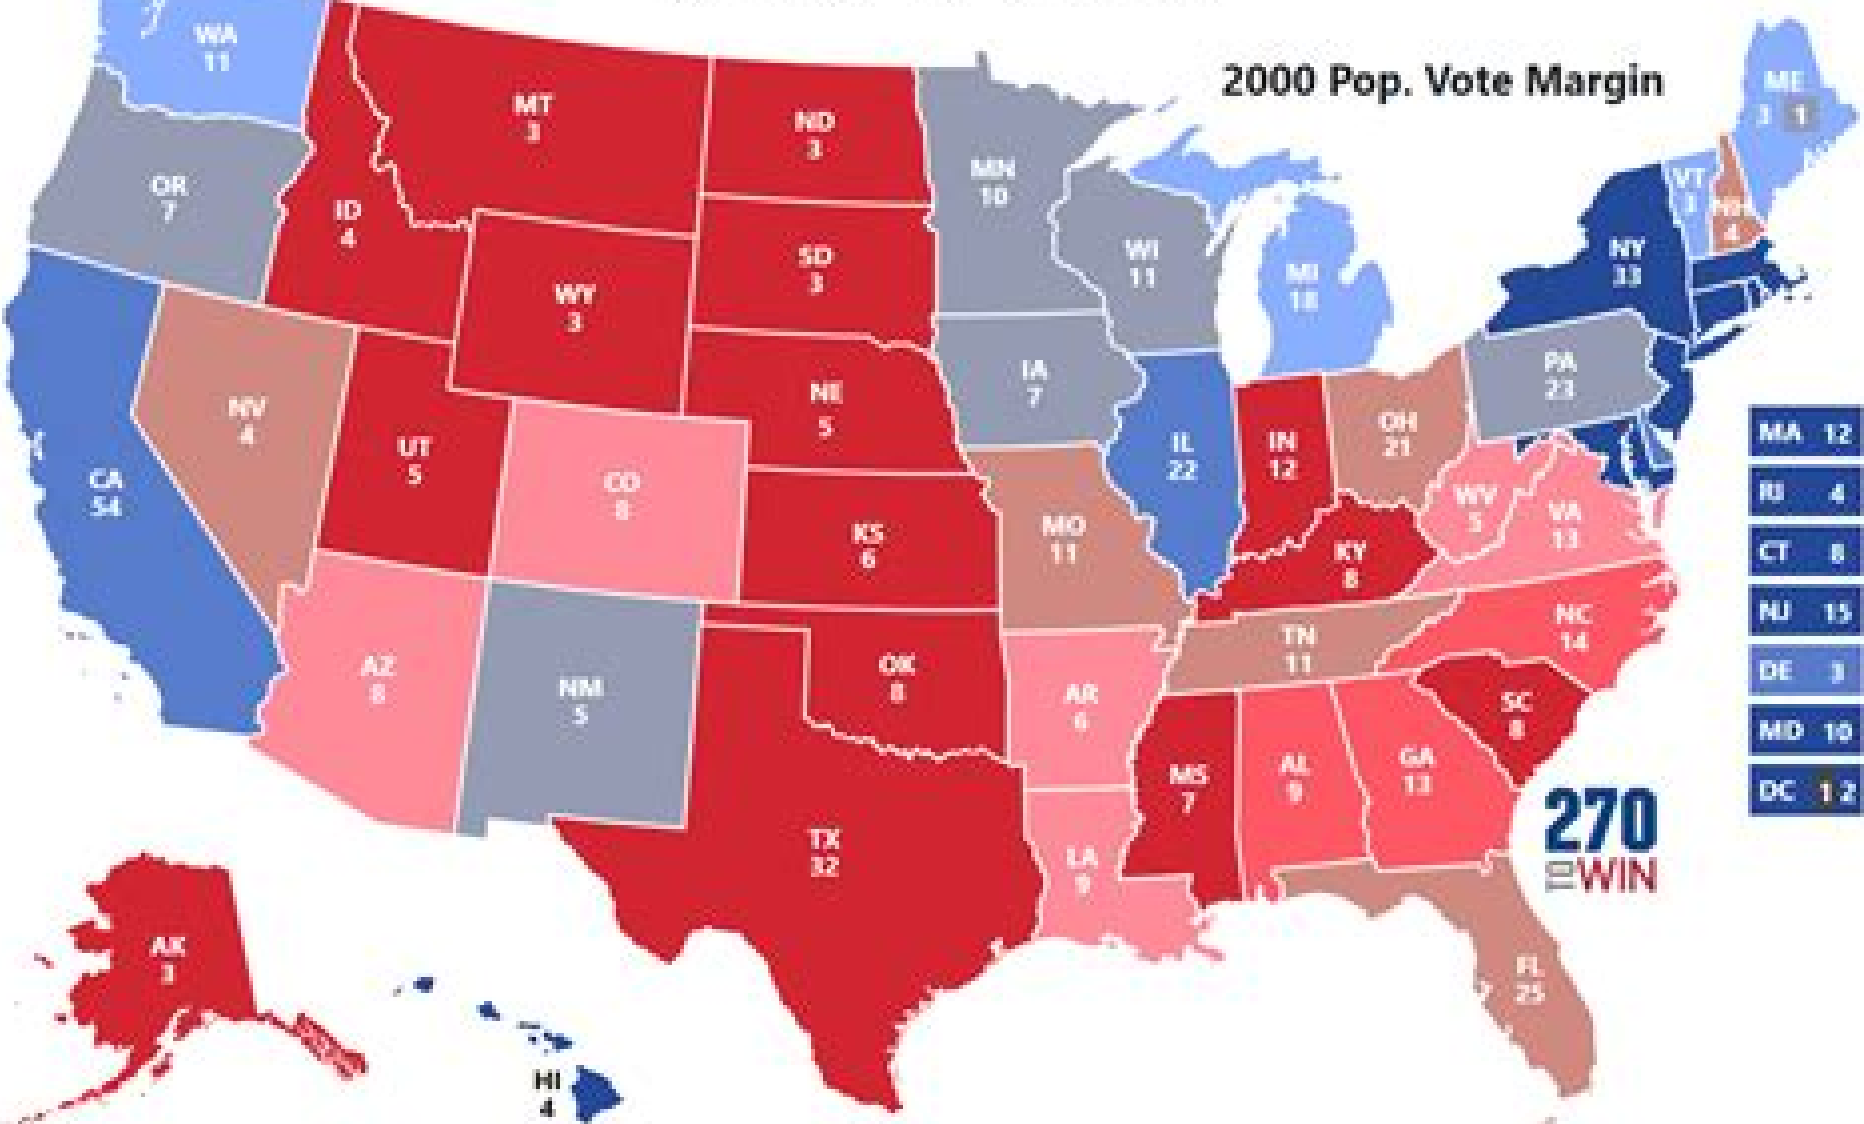 2000 Pop. Vote Margin
WA
11
OR
7
CA
54
ID
4
NV
4
MT
3
WY
3
UT
5
AZ
8
CO
8
NM
5
ND
3
SD
3
NE
5
KS
6
OK
8
TX
32
MN
10
IA
7
MO
11
AR
6
LA
9
WI
11
IL
22
MI
18
IN
12
OH
21
KY
8
TN
11
MS
7
AL
9
GA
13
FL
25
SC
8
NC
14
VA
13
WV
5
PA
23
NY
33
VT
3
NH
4
ME
3 1
MA 12
RI 4
CT 8
NJ 15
DE 3
MD 10
DC 1 2
AK
3
HI
4
270
TO WIN